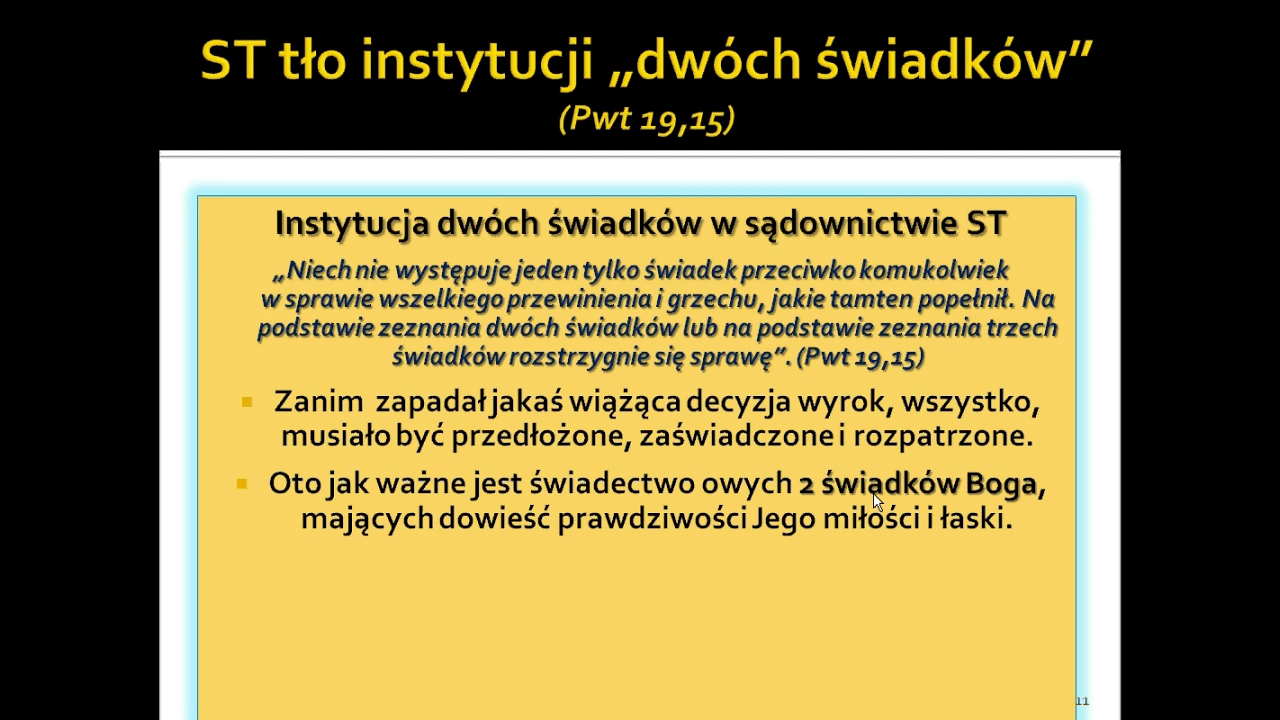 ST tło instytucji „dwóch świadków”
(Pwt 19,15)
Instytucja dwóch świadków w sądownictwie ST
„Niech nie występuje jeden tylko świadek przeciwko komukolwiek
w sprawie wszelkiego przewinienia i grzechu, jakie tamten popełnił. Na
podstawie zeznania dwóch świadków lub na podstawie zeznania trzech
świadków rozstrzygnie się sprawę”. (Pwt 19,15)
Zanim zapadał jakaś wiążąca decyzja wyrok, wszystko,
musiało być przedłożone, zaświadczone i rozpatrzone.
Oto jak ważne jest świadectwo owych 2 świadków Boga,
mających dowieść prawdziwości Jego miłości i łaski.
11